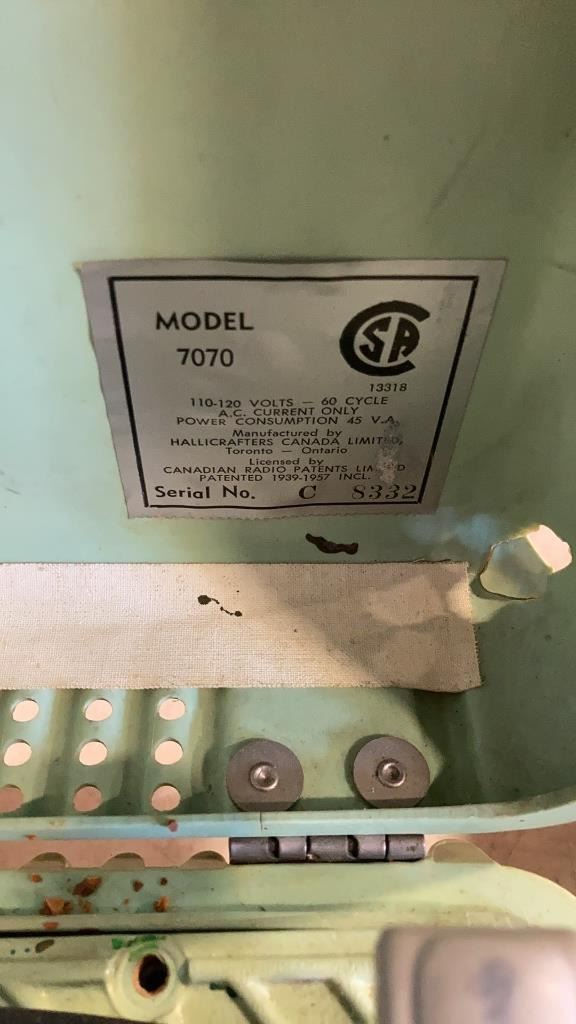 MODEL
7070
CSA
13318
110-120 VOLTS — 60 CYCLE
A.C. CURRENT ONLY
POWER CONSUMPTION 45 V.A.
Manufactured by
HALLICRAFTERS CANADA LIMITED,
Toronto — Ontario
Licensed by
CANADIAN RADIO PATENTS LIMITED
PATENTED 1939-1957 INCL.
Serial No. C 8332